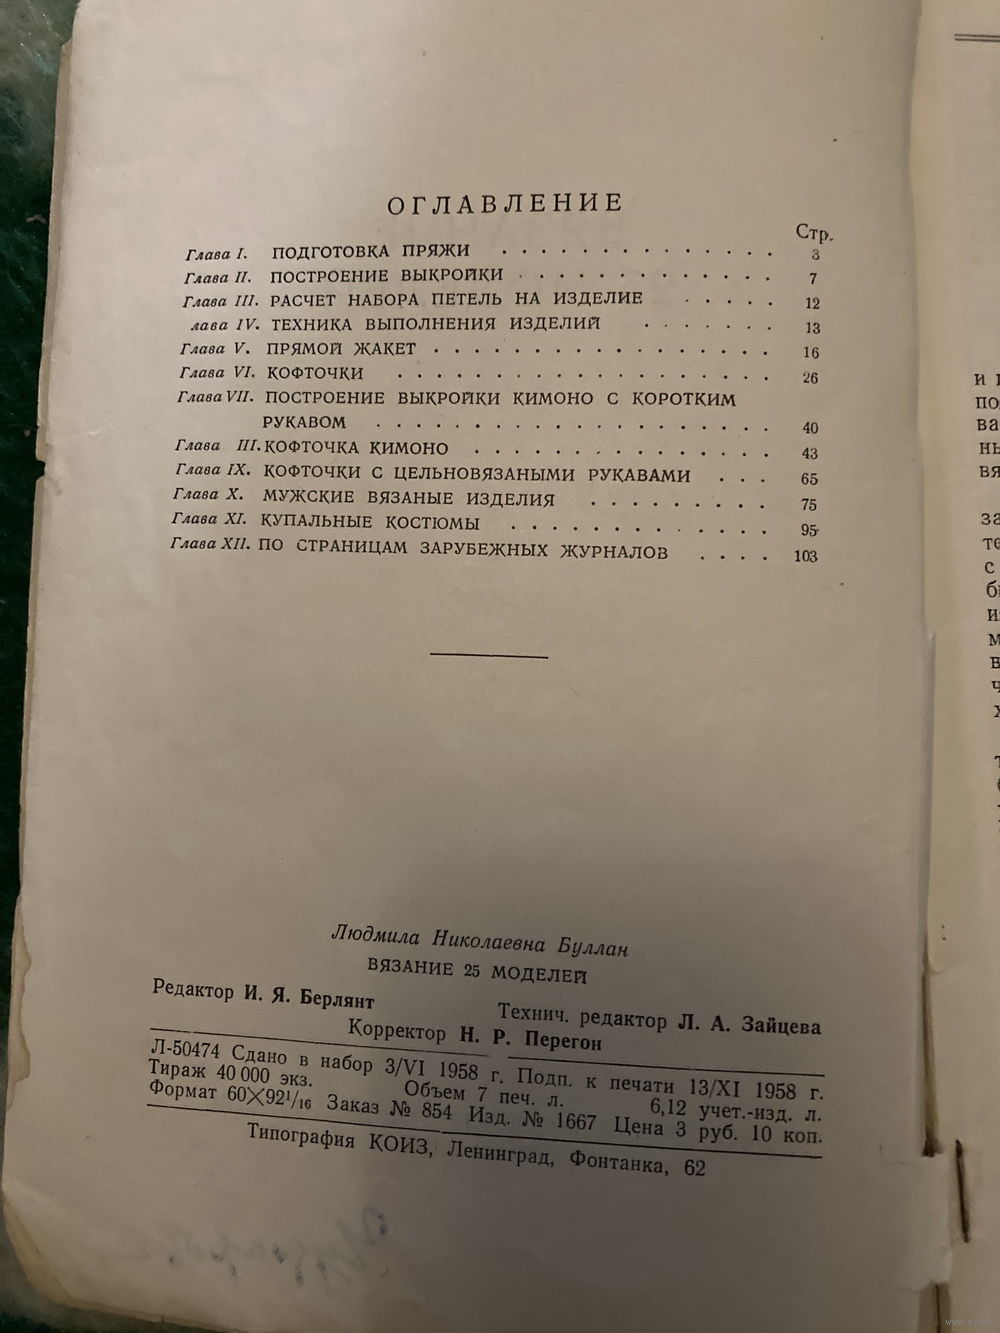 ОГЛАВЛЕНИЕ
Стр.
Глава I. ПОДГОТОВКА ПРЯЖИ . . . . . . . . . . . . . . 3
Глава II. ПОСТРОЕНИЕ ВЫКРОЙКИ . . . . . . . . . . . . . 7
Глава III. РАСЧЕТ НАБОРА ПЕТЕЛЬ НА ИЗДЕЛИЕ . . . . . 12
лава IV. ТЕХНИКА ВЫПОЛНЕНИЯ ИЗДЕЛИЙ . . . . . . . 13
Глава V. ПРЯМОЙ ЖАКЕТ . . . . . . . . . . . . . . . . . 16
Глава VI. КОФТОЧКИ . . . . . . . . . . . . . . . . . . 26
Глава VII. ПОСТРОЕНИЕ ВЫКРОЙКИ КИМОНО С КОРОТКИМ
РУКАВОМ . . . . . . . . . . . . . . . . . . 40
Глава III. КОФТОЧКА КИМОНО . . . . . . . . . . . . . . . 43
Глава IX. КОФТОЧКИ С ЦЕЛЬНОВЯЗАНЫМИ РУКАВАМИ . . . 65
Глава X. МУЖСКИЕ ВЯЗАНЫЕ ИЗДЕЛИЯ . . . . . . . . . 75
Глава XI. КУПАЛЬНЫЕ КОСТЮМЫ . . . . . . . . . . . . . 95
Глава XII. ПО СТРАНИЦАМ ЗАРУБЕЖНЫХ ЖУРНАЛОВ . . . . 103
Людмила Николаевна Буллан
ВЯЗАНИЕ 25 МОДЕЛЕЙ
Редактор И. Я. Берлянт
Технич. редактор Л. А. Зайцева
Корректор Н. Р. Перегон
Л-50474 Сдано в набор 3/VI 1958 г. Подп. к печати 13/XI 1958 г.
Тираж 40 000 экз. Объем 7 печ. л. 6,12 учет.-изд. л.
Формат 60×92¹/₁₆ Заказ № 854 Изд. № 1667 Цена 3 руб. 10 коп.
Типография КОИЗ, Ленинград, Фонтанка, 62